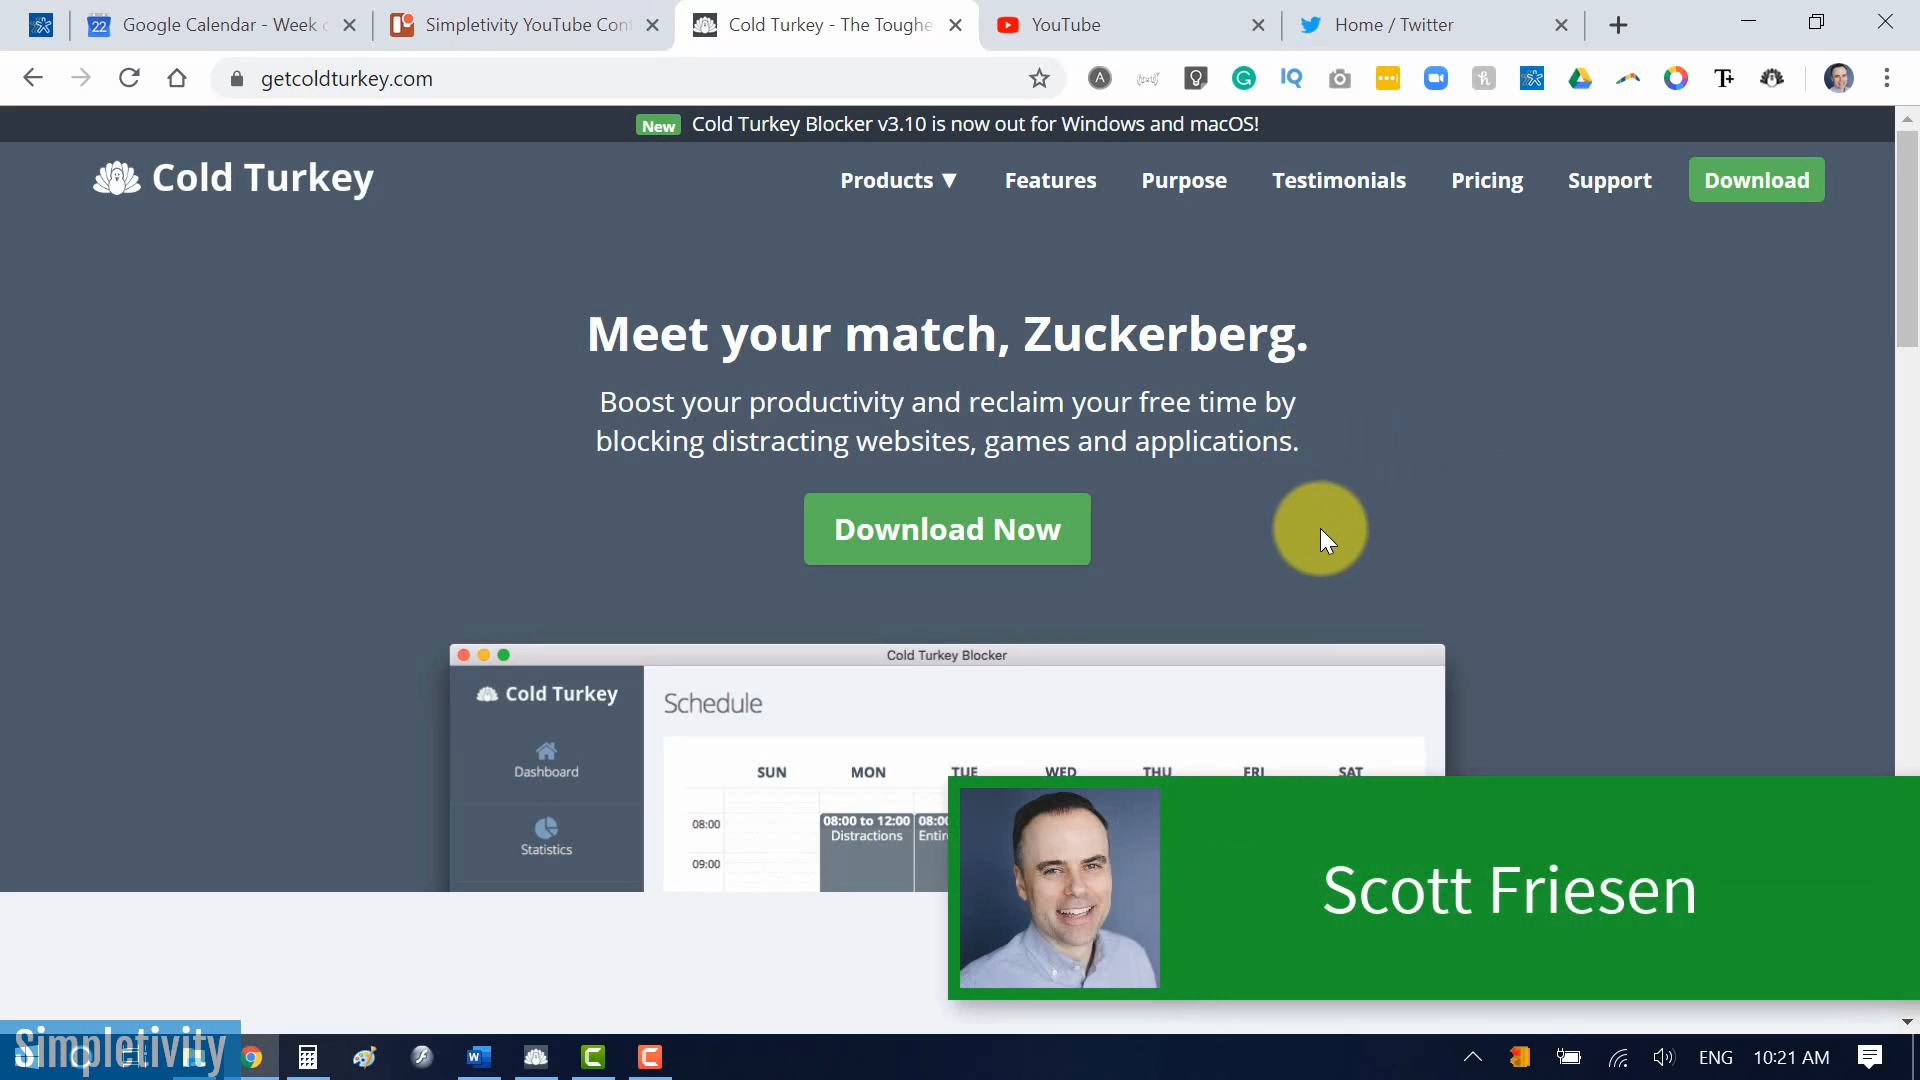 Google Calendar - Week o
Simpletivity YouTube Cont
Cold Turkey - The Toughe
YouTube
Home / Twitter
getcoldturkey.com
New Cold Turkey Blocker v3.10 is now out for Windows and macOS!
Cold Turkey
Products ▼
Features
Purpose
Testimonials
Pricing
Support
Download
Meet your match, Zuckerberg.
Boost your productivity and reclaim your free time by
blocking distracting websites, games and applications.
Download Now
Cold Turkey Blocker
Cold Turkey
Schedule
Dashboard
Statistics
SUN MON TUE WED THU FRI SAT
08:00
08:00 to 12:00
Distractions
08:00
Entir
09:00
Scott Friesen
Simpletivity
ENG
10:21 AM